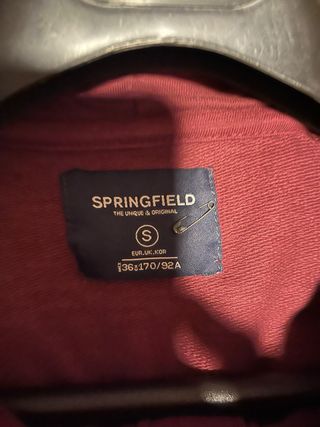 SPRINGFIELD
THE UNIQUE & ORIGINAL
S
EUR.UK.KOR
36 170/92A